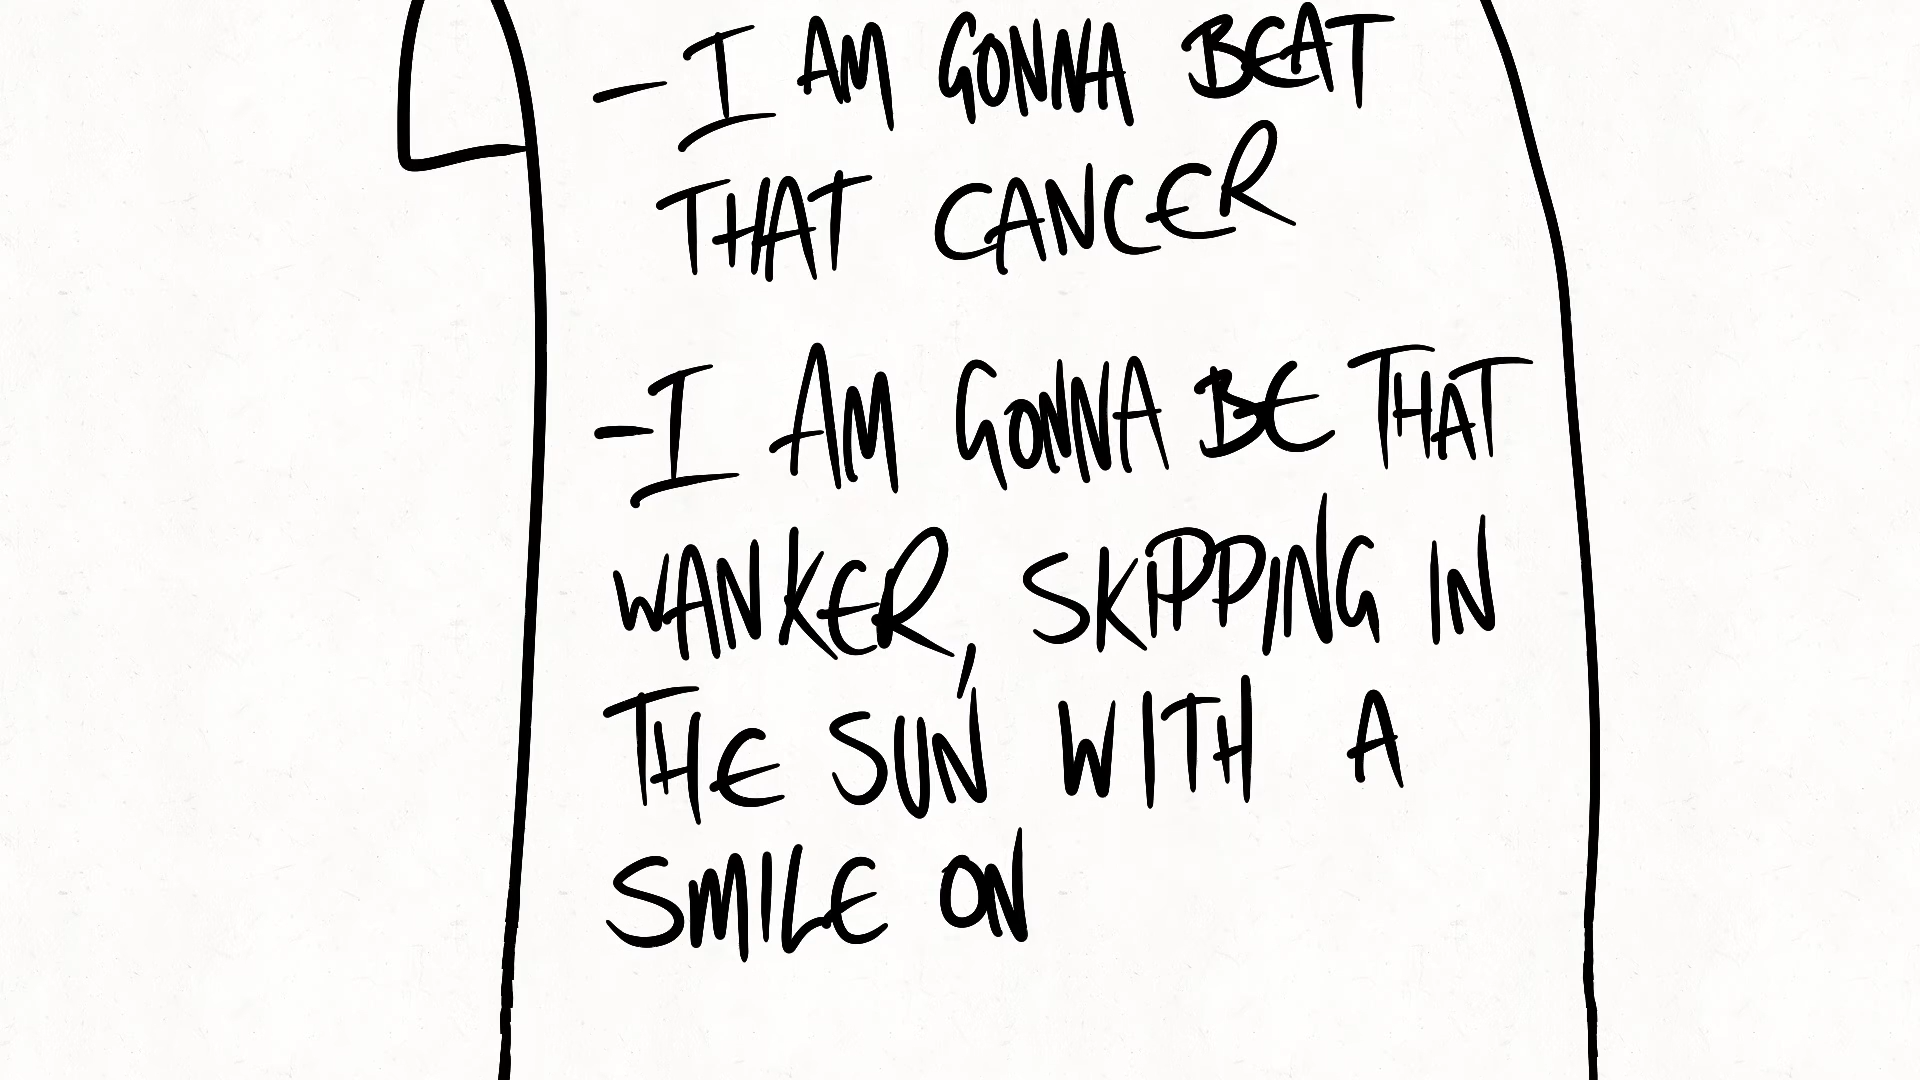 - I AM GONNA BEAT
THAT CANCER
- I AM GONNA BE THAT
WANKER, SKIPPING IN
THE SUN WITH A
SMILE ON